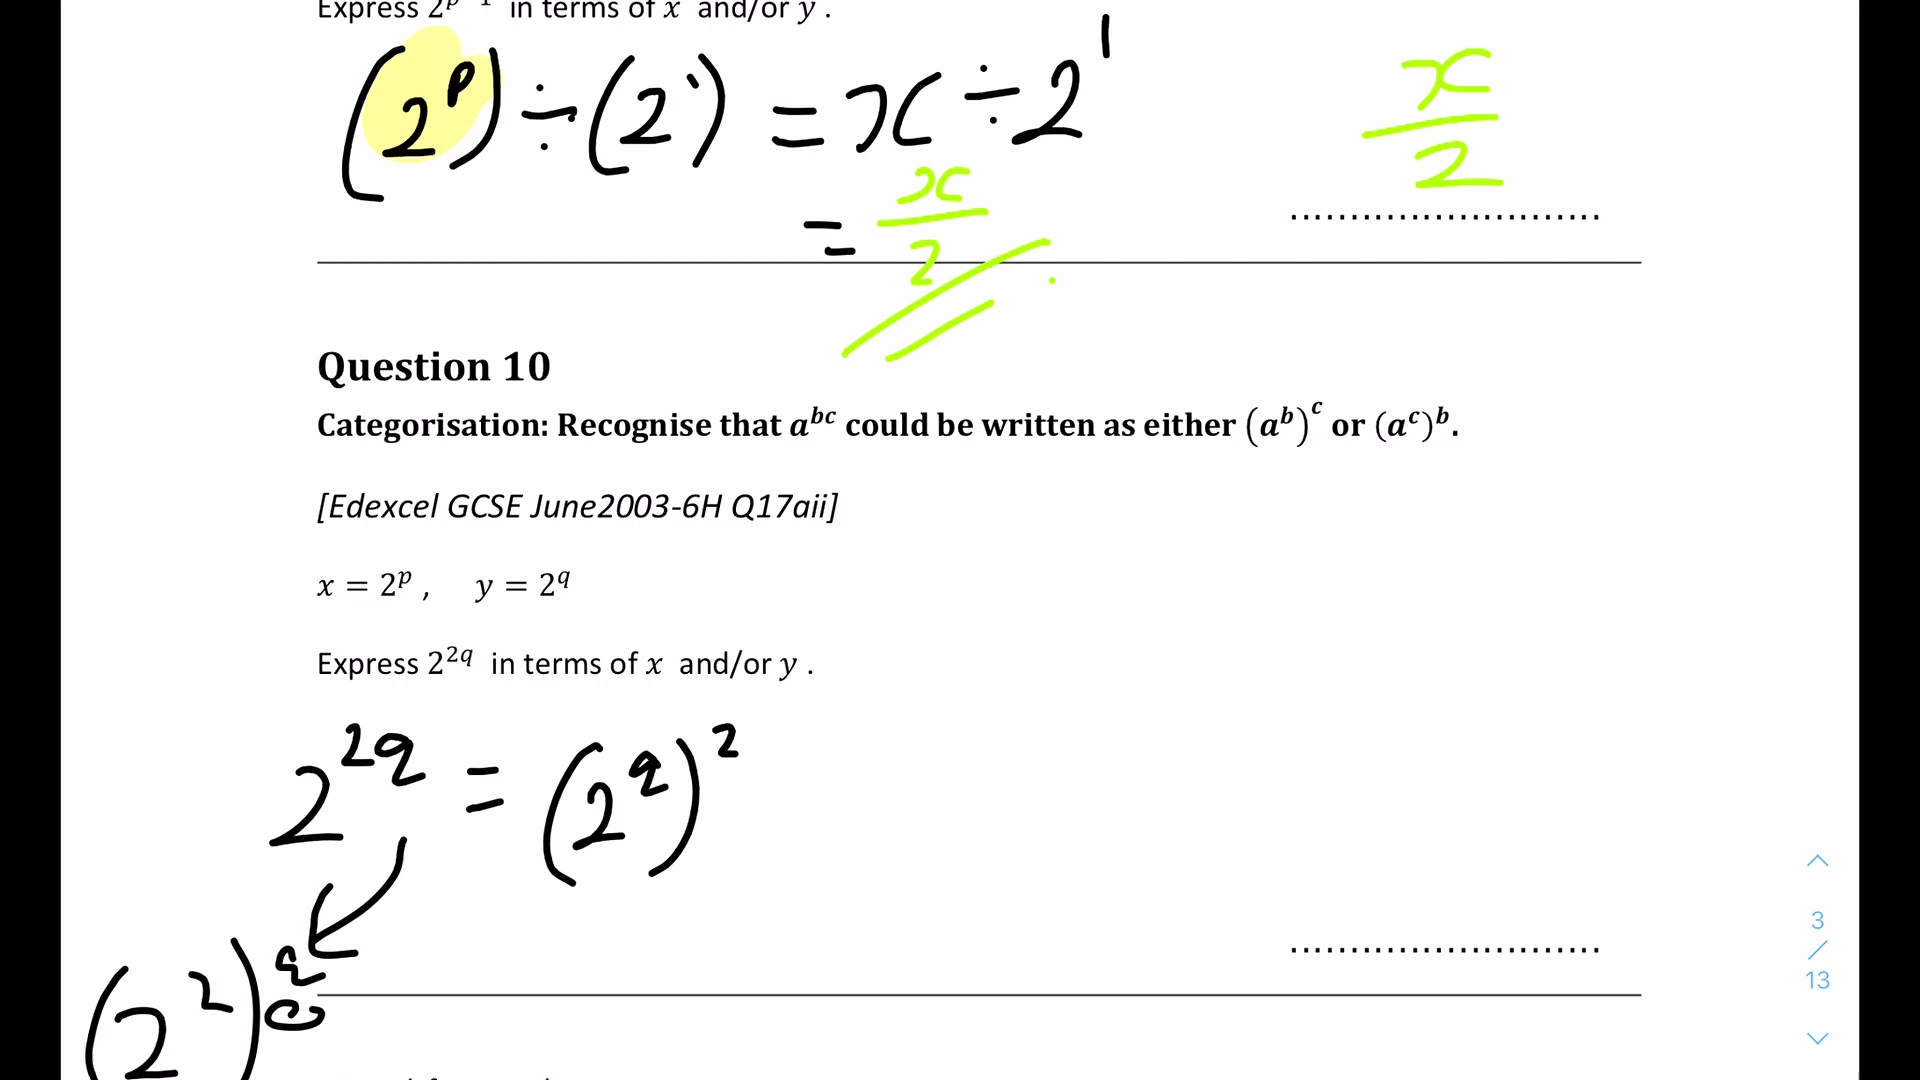 Express 2^p-1 in terms of x and/or y .
(2^p) ÷ (2^1) = x ÷ 2^1
x/2
= x/2
Question 10
Categorisation: Recognise that a^bc could be written as either (a^b)^c or (a^c)^b.
[Edexcel GCSE June2003-6H Q17aii]
x = 2^p , y = 2^q
Express 2^2q in terms of x and/or y .
2^2q = (2^q)^2
(2^2)^q
3
/
13